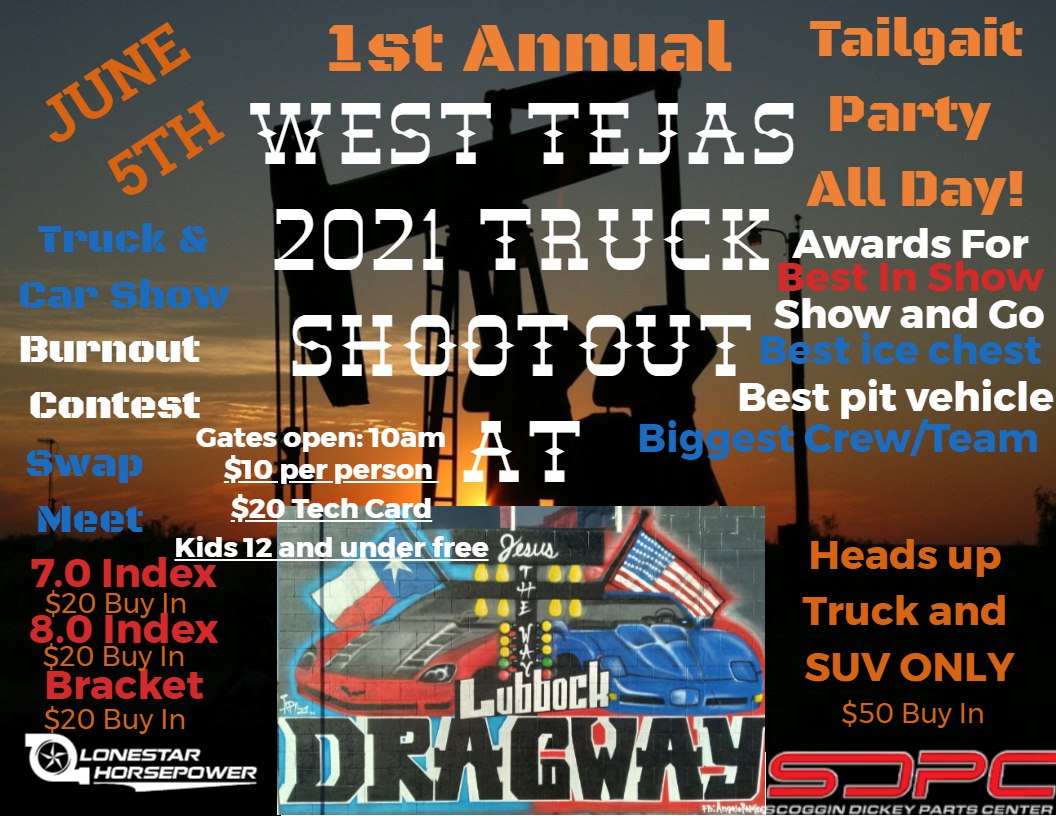 JUNE
5TH
1st Annual
WEST TEJAS
2021 TRUCK
SHOOTOUT
AT
Tailgait
Party
All Day!
Truck &
Car Show
Burnout
Contest
Swap
Meet
Awards For
Best In Show
Show and Go
Best ice chest
Best pit vehicle
Biggest Crew/Team
Gates open: 10am
$10 per person
$20 Tech Card
Kids 12 and under free
7.0 Index
$20 Buy In
8.0 Index
$20 Buy In
Bracket
$20 Buy In
Heads up
Truck and
SUV ONLY
$50 Buy In
Jesus
THE
WAY
Lubbock
DRAGWAY
LONESTAR
HORSEPOWER
SDPC
SCOGGIN DICKEY PARTS CENTER